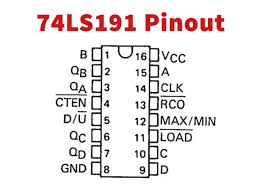 74LS191 Pinout
B 1 16 VCC
QB 2 15 A
QA 3 14 CLK
CTEN 4 13 RCO
D/U 5 12 MAX/MIN
QC 6 11 LOAD
QD 7 10 C
GND 8 9 D